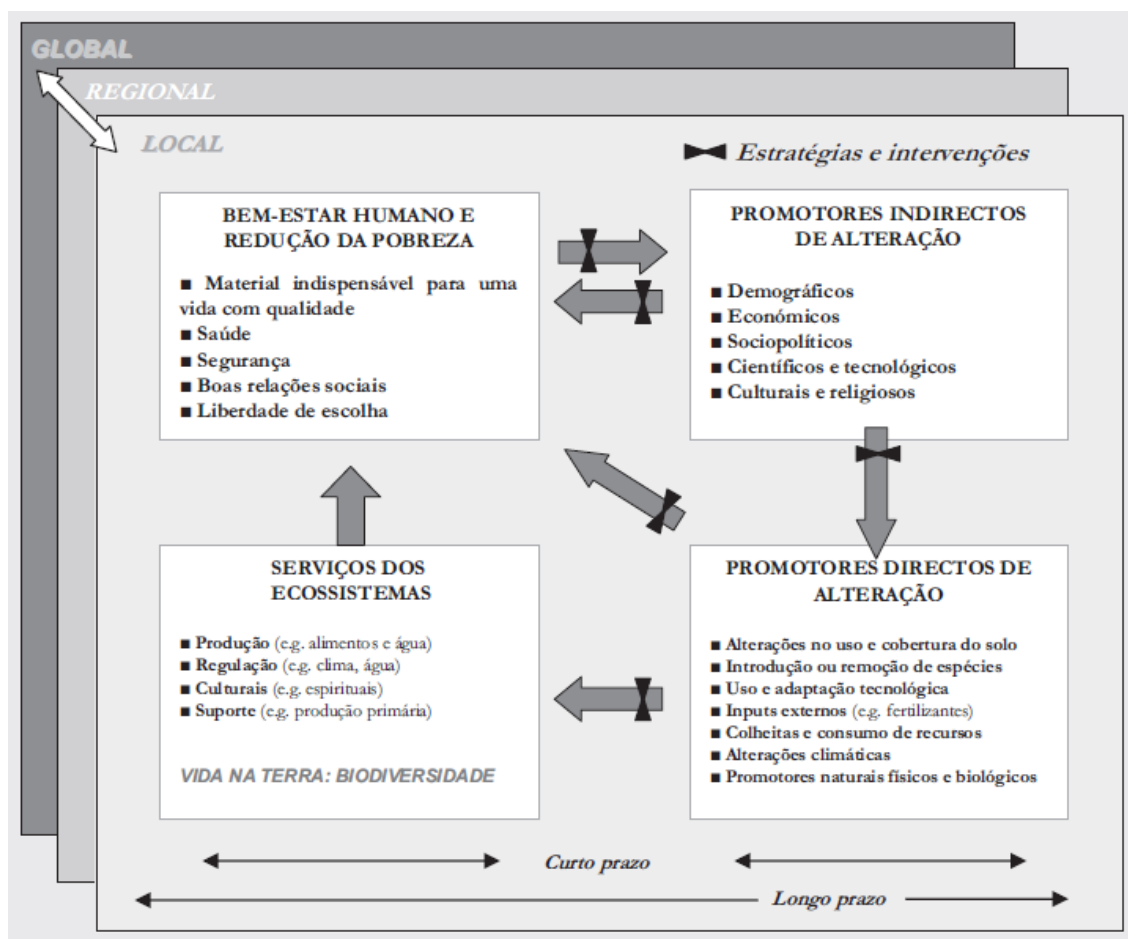 GLOBAL
REGIONAL
LOCAL
Estratégias e intervenções
BEM-ESTAR HUMANO E
REDUÇÃO DA POBREZA
■ Material indispensável para uma
vida com qualidade
■ Saúde
■ Segurança
■ Boas relações sociais
■ Liberdade de escolha
PROMOTORES INDIRECTOS
DE ALTERAÇÃO
■ Demográficos
■ Económicos
■ Sociopolíticos
■ Científicos e tecnológicos
■ Culturais e religiosos
SERVIÇOS DOS
ECOSSISTEMAS
■ Produção (e.g. alimentos e água)
■ Regulação (e.g. clima, água)
■ Culturais (e.g. espirituais)
■ Suporte (e.g. produção primária)
VIDA NA TERRA: BIODIVERSIDADE
PROMOTORES DIRECTOS DE
ALTERAÇÃO
■ Alterações no uso e cobertura do solo
■ Introdução ou remoção de espécies
■ Uso e adaptação tecnológica
■ Inputs externos (e.g. fertilizantes)
■ Colheitas e consumo de recursos
■ Alterações climáticas
■ Promotores naturais físicos e biológicos
Curto prazo
Longo prazo